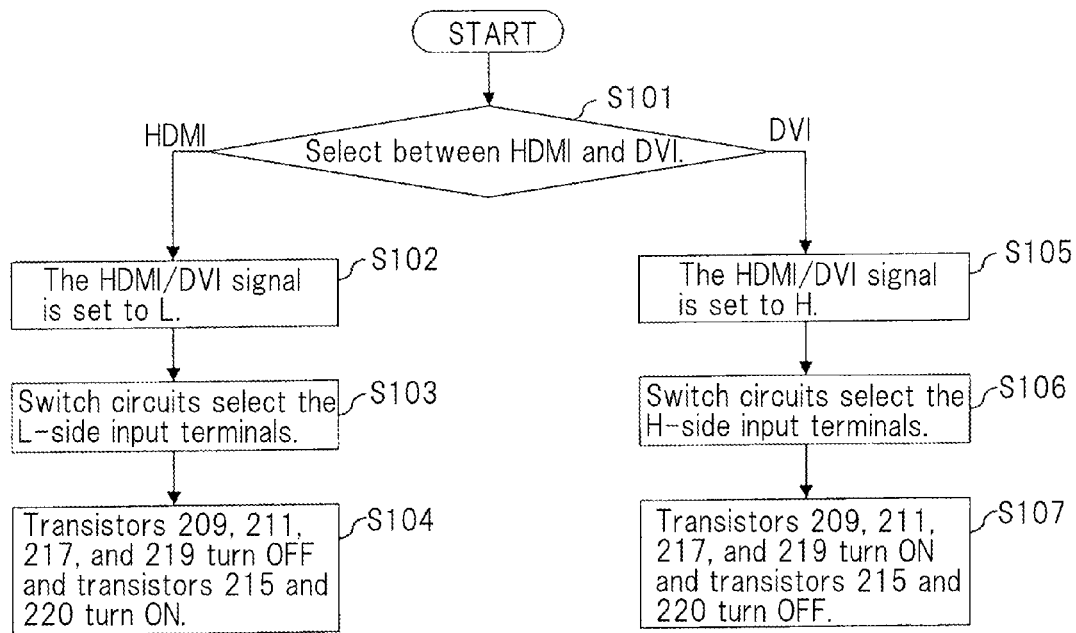 START
S101
HDMI
DVI
Select between HDMI and DVI.
S102
The HDMI/DVI signal
is set to L.
S103
Switch circuits select the
L-side input terminals.
S104
Transistors 209, 211,
217, and 219 turn OFF
and transistors 215 and
220 turn ON.
S105
The HDMI/DVI signal
is set to H.
S106
Switch circuits select the
H-side input terminals.
S107
Transistors 209, 211,
217, and 219 turn ON
and transistors 215 and
220 turn OFF.